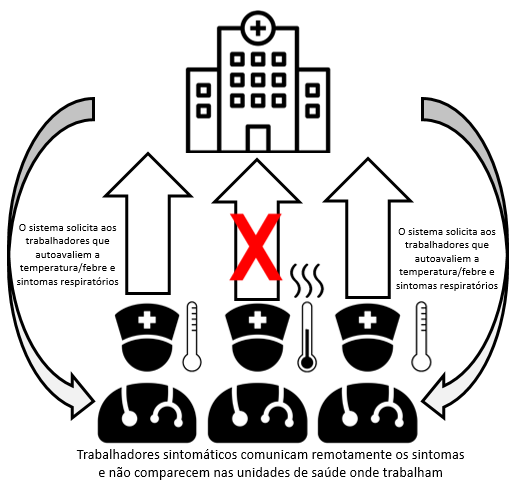 O sistema solicita aos
trabalhadores que
autoavaliem a
temperatura/febre e
sintomas respiratórios
O sistema solicita aos
trabalhadores que
autoavaliem a
temperatura/febre e
sintomas respiratórios
X
Trabalhadores sintomáticos comunicam remotamente os sintomas
e não comparecem nas unidades de saúde onde trabalham